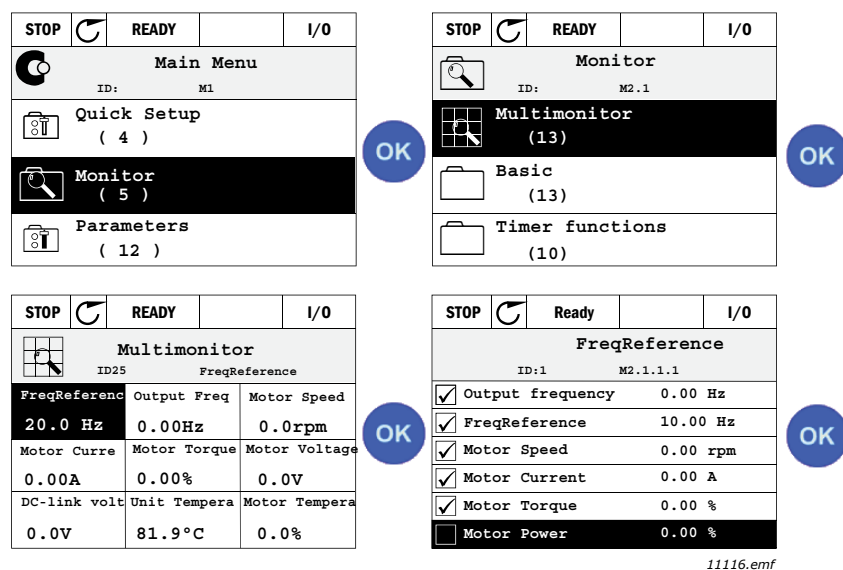 STOP READY I/O
Main Menu
ID: M1
Quick Setup
( 4 )
Monitor
( 5 )
Parameters
( 12 )
OK
STOP READY I/O
Monitor
ID: M2.1
Multimonitor
(13)
Basic
(13)
Timer functions
(10)
OK
STOP READY I/O
Multimonitor
ID25 FreqReference
FreqReferenc Output Freq Motor Speed
20.0 Hz 0.00Hz 0.0rpm
Motor Curre Motor Torque Motor Voltage
0.00A 0.00% 0.0V
DC-link volt Unit Tempera Motor Tempera
0.0V 81.9°C 0.0%
OK
STOP Ready I/O
FreqReference
ID:1 M2.1.1.1
Output frequency 0.00 Hz
FreqReference 10.00 Hz
Motor Speed 0.00 rpm
Motor Current 0.00 A
Motor Torque 0.00 %
Motor Power 0.00 %
OK
11116.emf